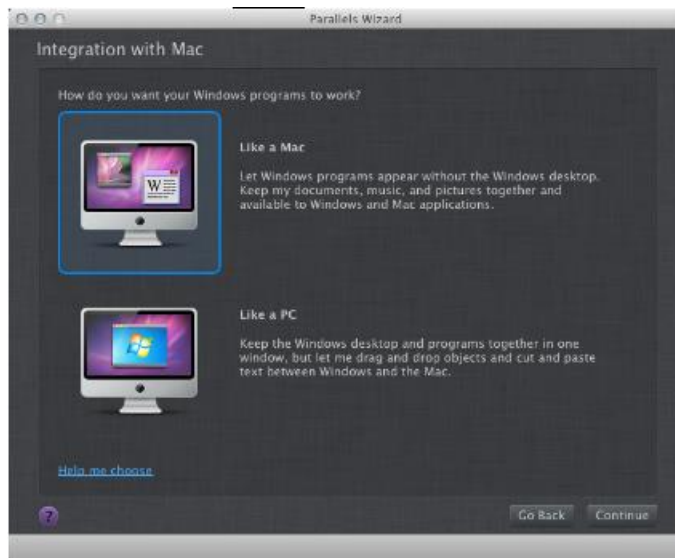 Parallels Wizard
Integration with Mac
How do you want your Windows programs to work?
W
Like a Mac
Let Windows programs appear without the Windows desktop.
Keep my documents, music, and pictures together and
available to Windows and Mac applications.
Like a PC
Keep the Windows desktop and programs together in one
window, but let me drag and drop objects and cut and paste
text between Windows and the Mac.
Help me choose
?
Go Back
Continue